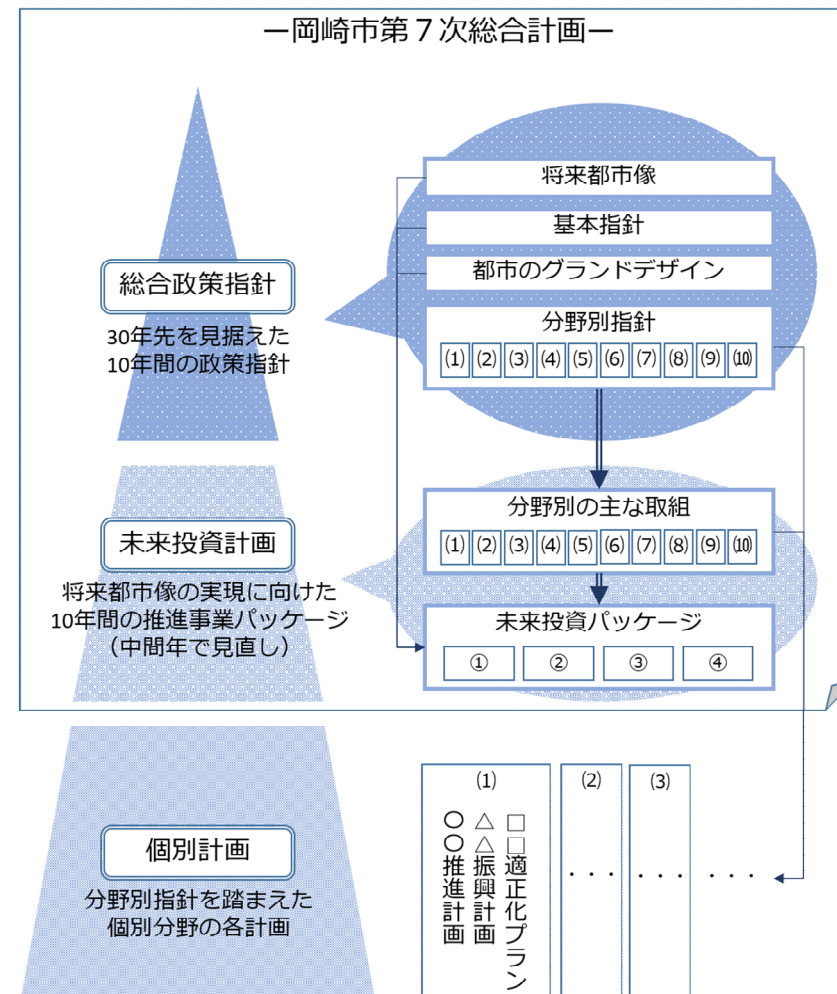 ー岡崎市第７次総合計画ー
総合政策指針
30年先を見据えた
10年間の政策指針
将来都市像
基本指針
都市のグランドデザイン
分野別指針
⑴ ⑵ ⑶ ⑷ ⑸ ⑹ ⑺ ⑻ ⑼ ⑽
未来投資計画
将来都市像の実現に向けた
10年間の推進事業パッケージ
（中間年で見直し）
分野別の主な取組
⑴ ⑵ ⑶ ⑷ ⑸ ⑹ ⑺ ⑻ ⑼ ⑽
未来投資パッケージ
① ② ③ ④
個別計画
分野別指針を踏まえた
個別分野の各計画
⑴
□□適正化プラン
△△振興計画
○○推進計画
⑵
・・・
⑶
・・・
・・・